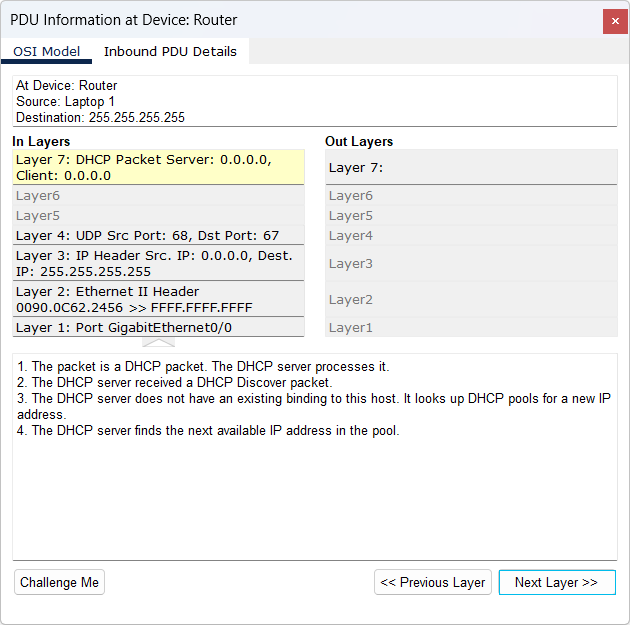 PDU Information at Device: Router
OSI Model
Inbound PDU Details
At Device: Router
Source: Laptop 1
Destination: 255.255.255.255
In Layers
Layer 7: DHCP Packet Server: 0.0.0.0,
Client: 0.0.0.0
Layer6
Layer5
Layer 4: UDP Src Port: 68, Dst Port: 67
Layer 3: IP Header Src. IP: 0.0.0.0, Dest.
IP: 255.255.255.255
Layer 2: Ethernet II Header
0090.0C62.2456 >> FFFF.FFFF.FFFF
Layer 1: Port GigabitEthernet0/0
Out Layers
Layer 7:
Layer6
Layer5
Layer4
Layer3
Layer2
Layer1
1. The packet is a DHCP packet. The DHCP server processes it.
2. The DHCP server received a DHCP Discover packet.
3. The DHCP server does not have an existing binding to this host. It looks up DHCP pools for a new IP
address.
4. The DHCP server finds the next available IP address in the pool.
Challenge Me
<< Previous Layer
Next Layer >>